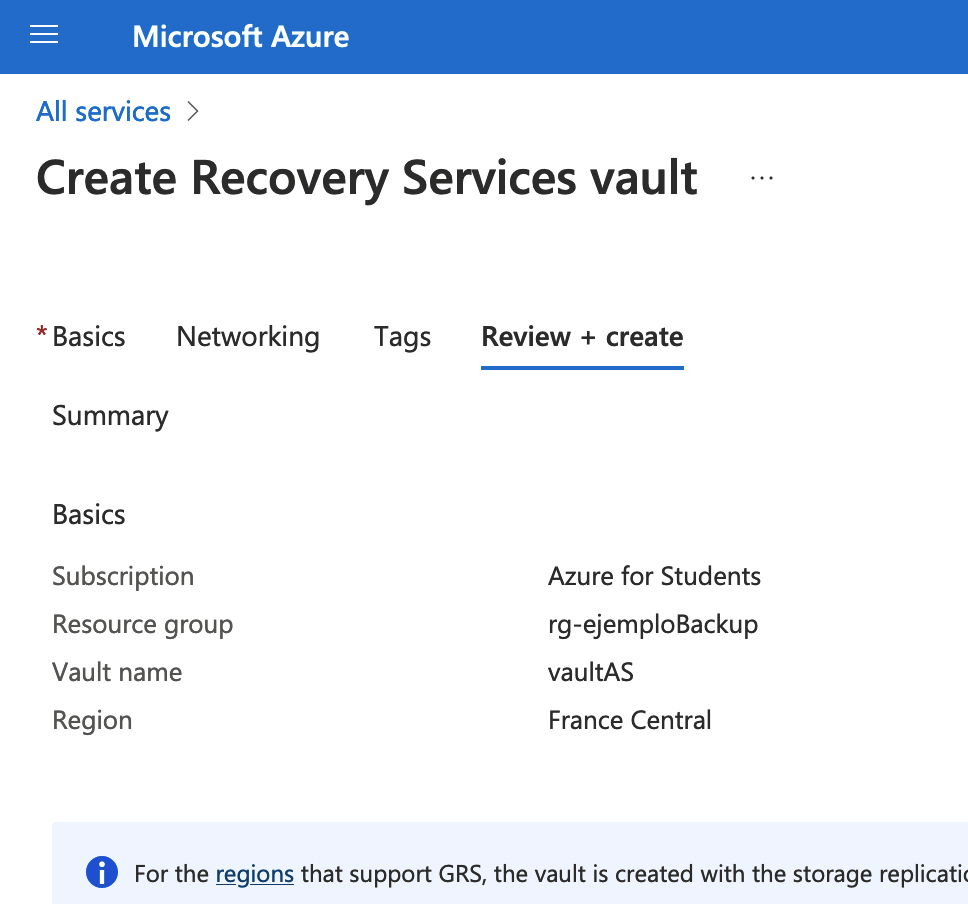 Microsoft Azure
All services
Create Recovery Services vault ...
* Basics Networking Tags Review + create
Summary
Basics
Subscription Azure for Students
Resource group rg-ejemploBackup
Vault name vaultAS
Region France Central
For the regions that support GRS, the vault is created with the storage